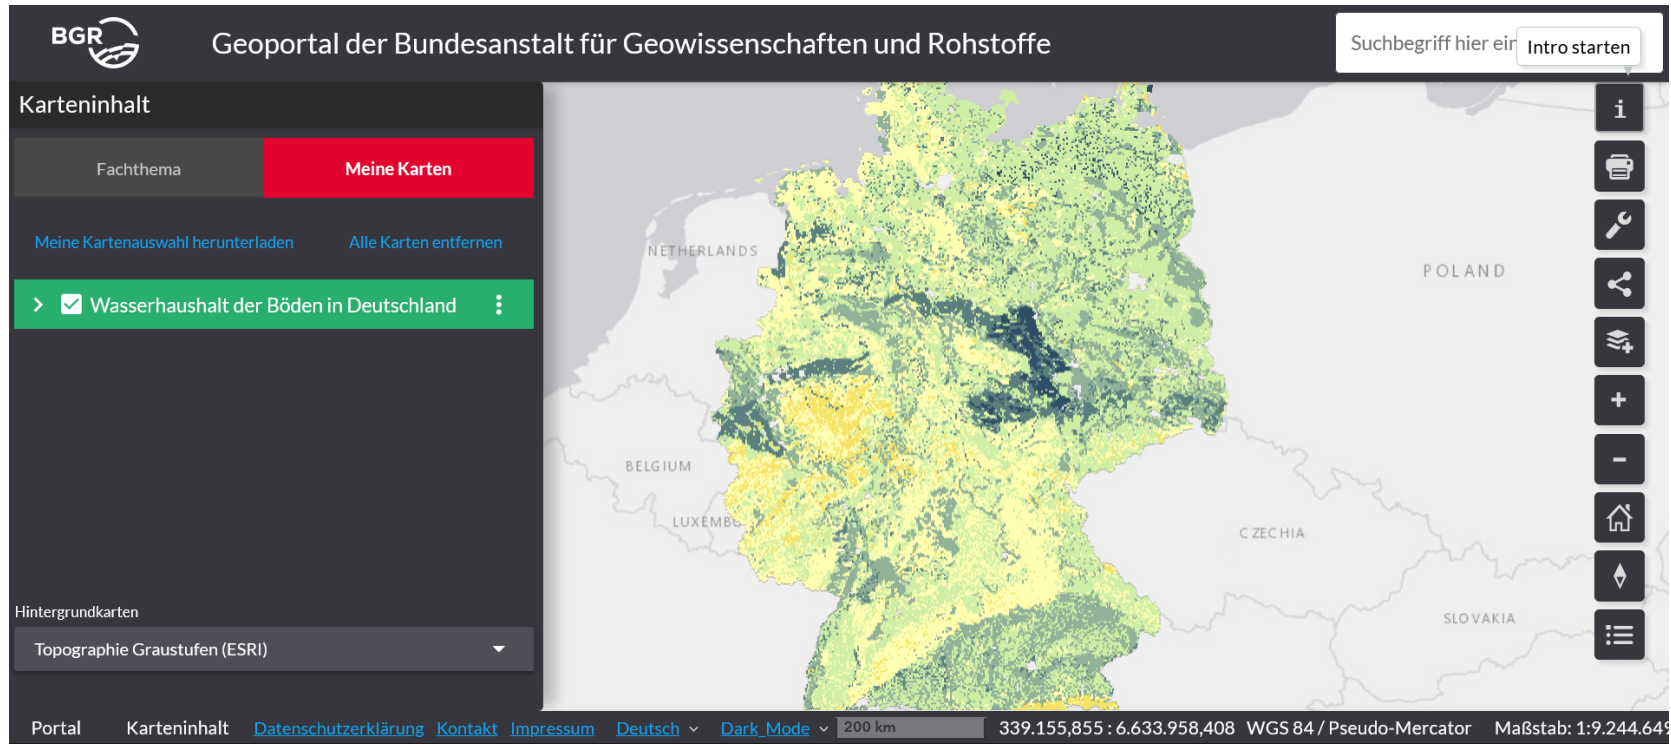 BGR
Geoportal der Bundesanstalt für Geowissenschaften und Rohstoffe
Suchbegriff hier ein
Intro starten
Karteninhalt
Fachthema
Meine Karten
Meine Kartenauswahl herunterladen
Alle Karten entfernen
Wasserhaushalt der Böden in Deutschland
Hintergrundkarten
Topographie Graustufen (ESRI)
NETHERLANDS
POLAND
BELGIUM
LUXEMBO
CZECHIA
SLOVAKIA
Portal Karteninhalt Datenschutzerklärung Kontakt Impressum Deutsch Dark_Mode 200 km 339.155,855 : 6.633.958,408 WGS 84 / Pseudo-Mercator Maßstab: 1:9.244.649